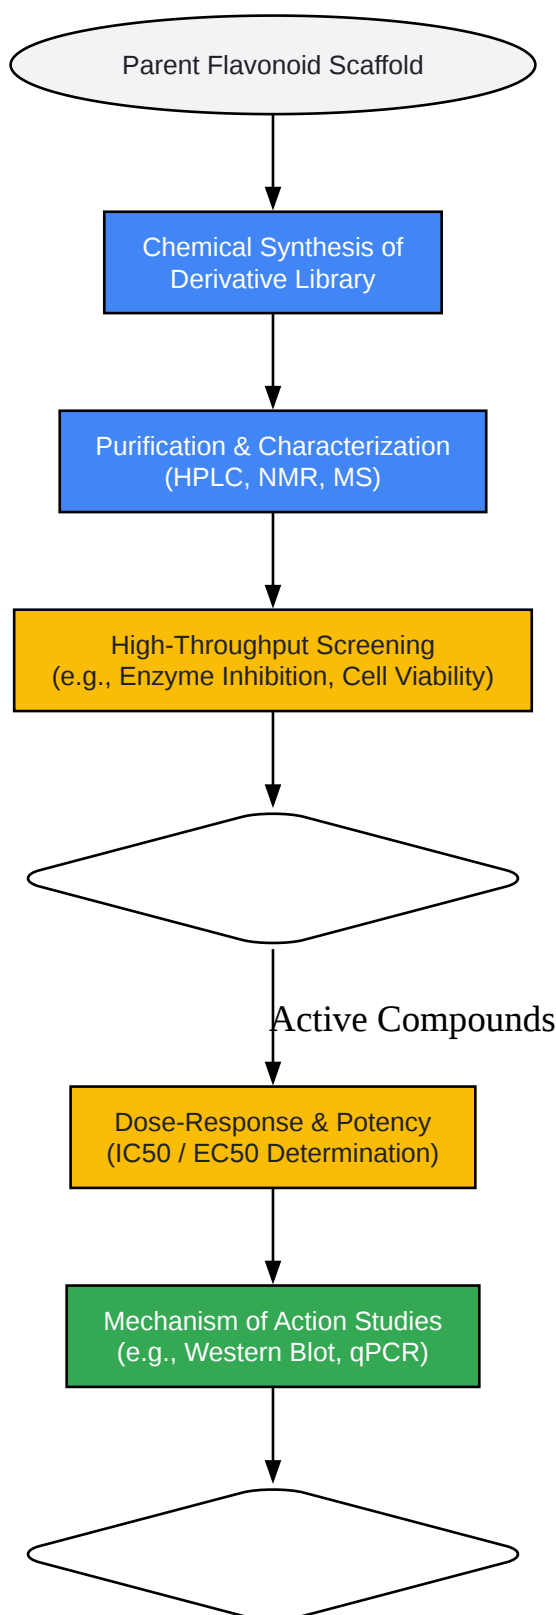 Parent Flavonoid Scaffold
Chemical Synthesis of
Derivative Library
Purification & Characterization
(HPLC, NMR, MS)
High-Throughput Screening
(e.g., Enzyme Inhibition, Cell Viability)
Active Compounds
Dose-Response & Potency
(IC50 / EC50 Determination)
Mechanism of Action Studies
(e.g., Western Blot, qPCR)